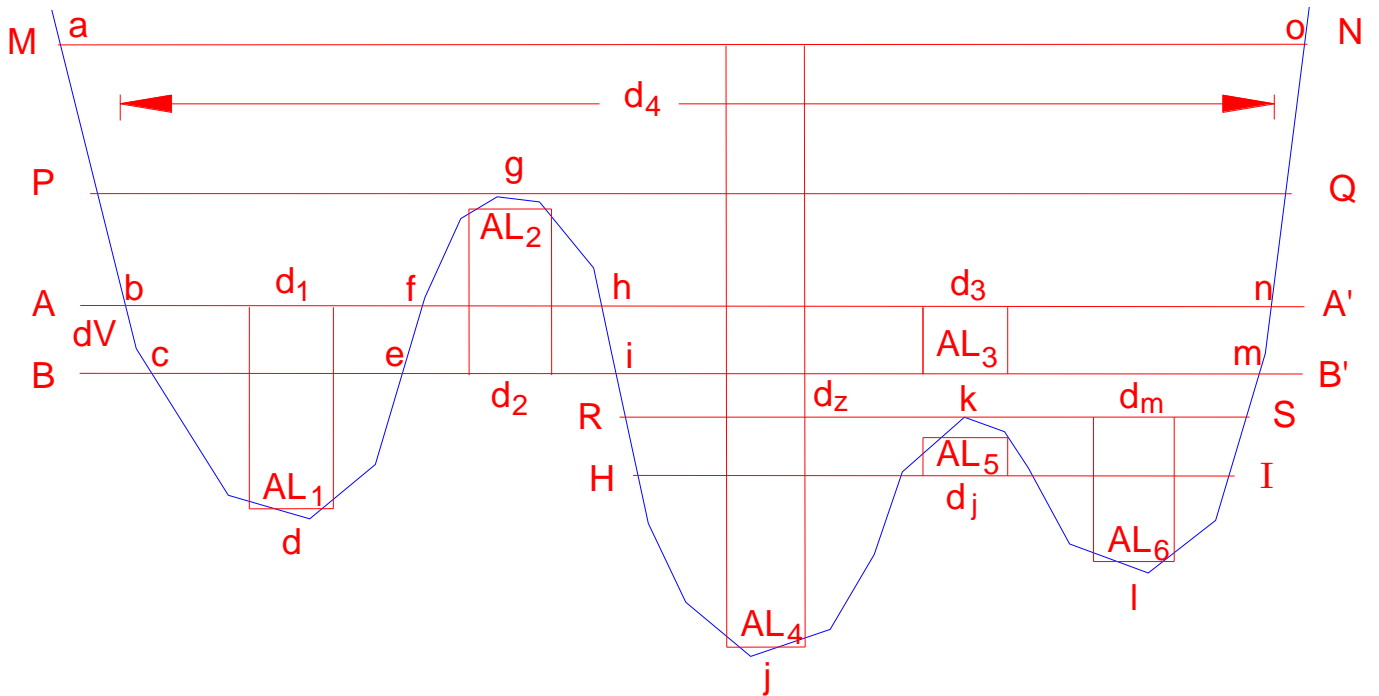 M a o N
d4
P g Q
AL2
A b d1 f h d3 n A'
dV c e AL3 m
B i B'
d2 dz k dm
R S
AL5
H I
AL1 dj
d AL6
l
AL4
j